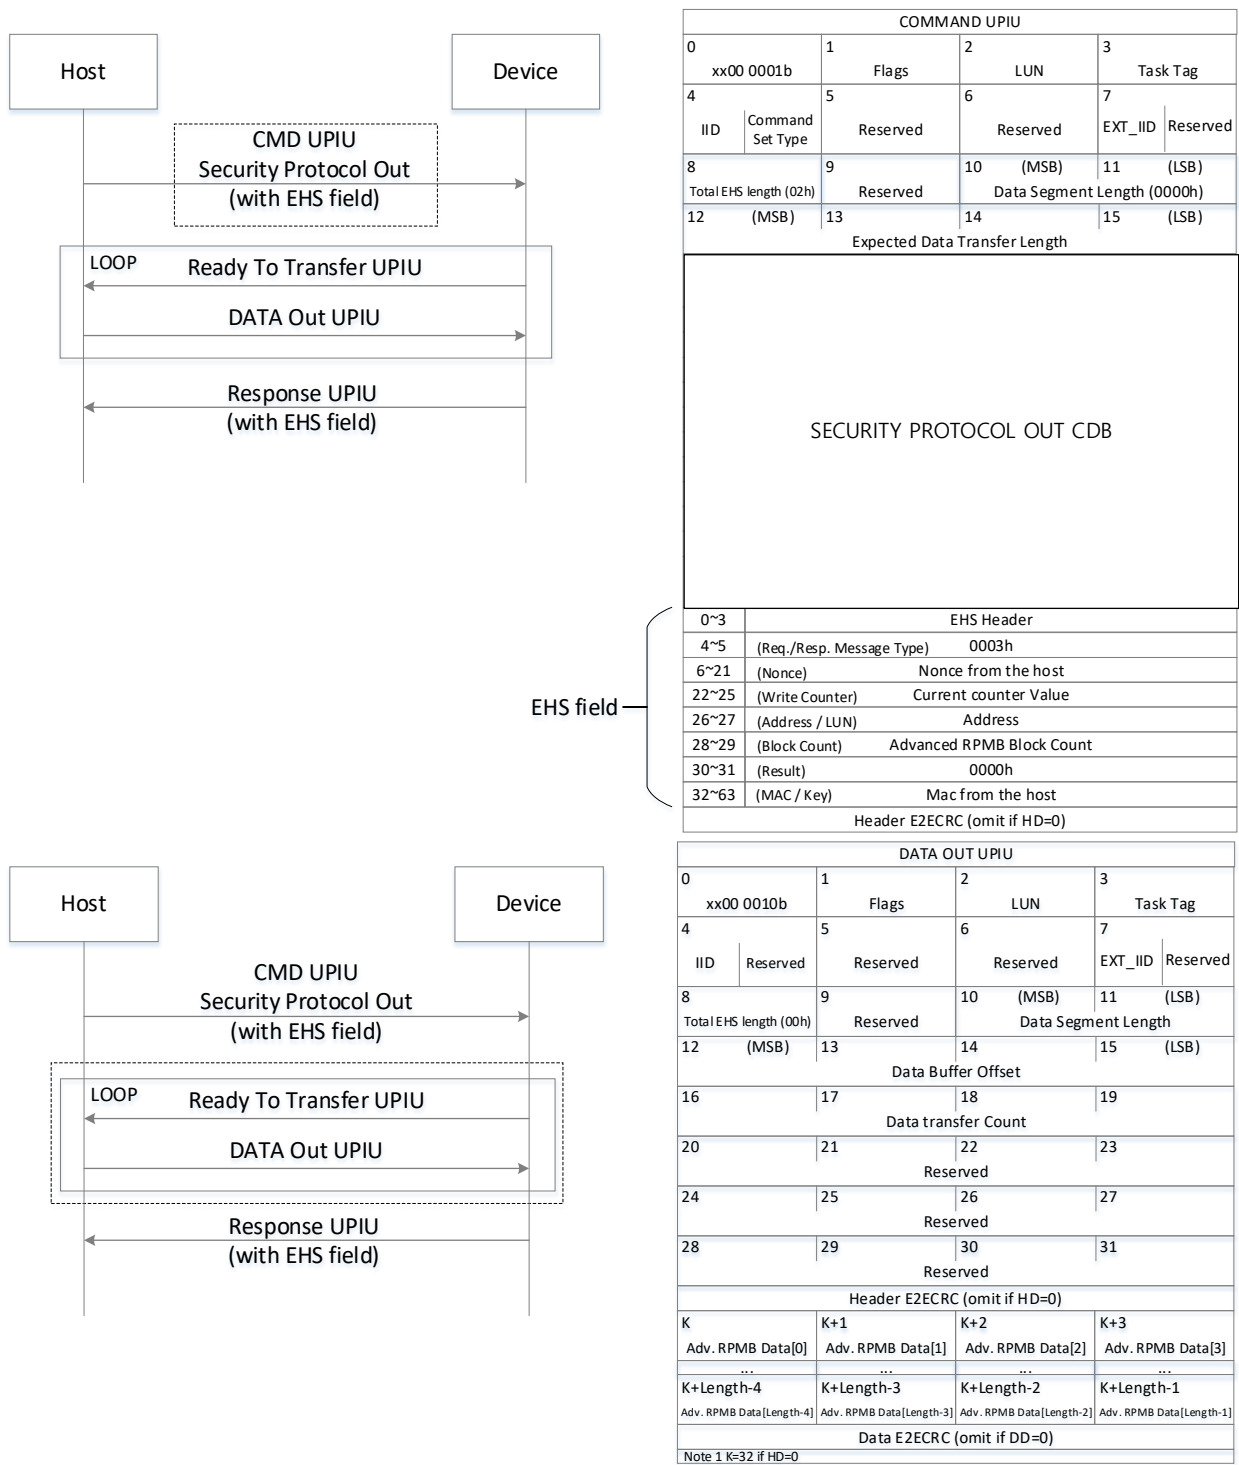 Host
Device
CMD UPIU
Security Protocol Out
(with EHS field)
LOOP
Ready To Transfer UPIU
DATA Out UPIU
Response UPIU
(with EHS field)
COMMAND UPIU
0 1 2 3
xx00 0001b Flags LUN Task Tag
4 5 6 7
IID Command Set Type Reserved Reserved EXT_IID Reserved
8 9 10 (MSB) 11 (LSB)
Total EHS length (02h) Reserved Data Segment Length (0000h)
12 (MSB) 13 14 15 (LSB)
Expected Data Transfer Length
SECURITY PROTOCOL OUT CDB
EHS field
0~3 EHS Header
4~5 (Req./Resp. Message Type) 0003h
6~21 (Nonce) Nonce from the host
22~25 (Write Counter) Current counter Value
26~27 (Address / LUN) Address
28~29 (Block Count) Advanced RPMB Block Count
30~31 (Result) 0000h
32~63 (MAC / Key) Mac from the host
Header E2ECRC (omit if HD=0)
Host
Device
CMD UPIU
Security Protocol Out
(with EHS field)
LOOP
Ready To Transfer UPIU
DATA Out UPIU
Response UPIU
(with EHS field)
DATA OUT UPIU
0 1 2 3
xx00 0010b Flags LUN Task Tag
4 5 6 7
IID Reserved Reserved Reserved EXT_IID Reserved
8 9 10 (MSB) 11 (LSB)
Total EHS length (00h) Reserved Data Segment Length
12 (MSB) 13 14 15 (LSB)
Data Buffer Offset
16 17 18 19
Data transfer Count
20 21 22 23
Reserved
24 25 26 27
Reserved
28 29 30 31
Reserved
Header E2ECRC (omit if HD=0)
K K+1 K+2 K+3
Adv. RPMB Data[0] Adv. RPMB Data[1] Adv. RPMB Data[2] Adv. RPMB Data[3]
... ... ... ...
K+Length-4 K+Length-3 K+Length-2 K+Length-1
Adv. RPMB Data[Length-4] Adv. RPMB Data[Length-3] Adv. RPMB Data[Length-2] Adv. RPMB Data[Length-1]
Data E2ECRC (omit if DD=0)
Note 1 K=32 if HD=0